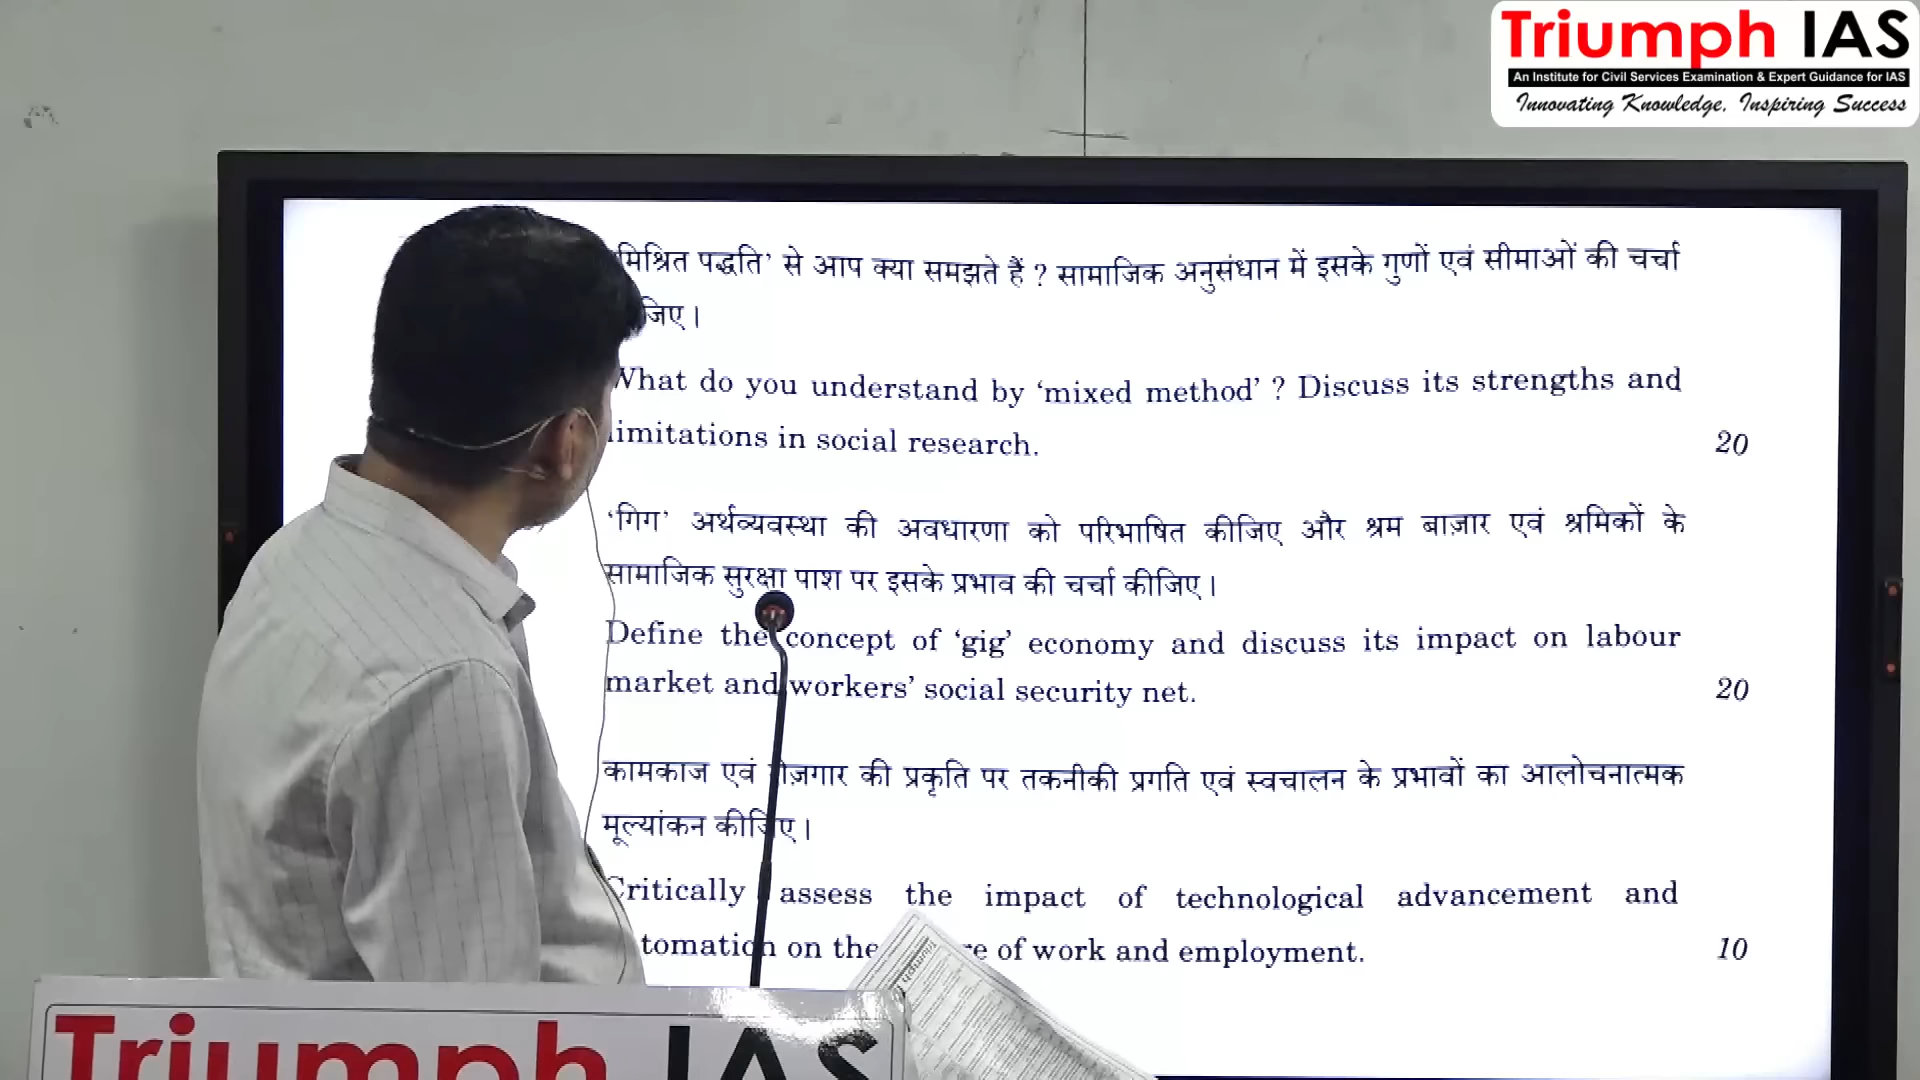 Triumph IAS
An Institute for Civil Services Examination & Expert Guidance for IAS
Innovating Knowledge, Inspiring Success
मिश्रित पद्धति’ से आप क्या समझते हैं ? सामाजिक अनुसंधान में इसके गुणों एवं सीमाओं की चर्चा
What do you understand by ‘mixed method’ ? Discuss its strengths and
limitations in social research. 20
‘गिग’ अर्थव्यवस्था की अवधारणा को परिभाषित कीजिए और श्रम बाज़ार एवं श्रमिकों के
सामाजिक सुरक्षा पाश पर इसके प्रभाव की चर्चा कीजिए।
Define the concept of ‘gig’ economy and discuss its impact on labour
market and workers’ social security net. 20
कामकाज एवं रोज़गार की प्रकृति पर तकनीकी प्रगति एवं स्वचालन के प्रभावों का आलोचनात्मक
मूल्यांकन कीजिए।
Critically assess the impact of technological advancement and
on the of work and employment. 10
Triumph IAS